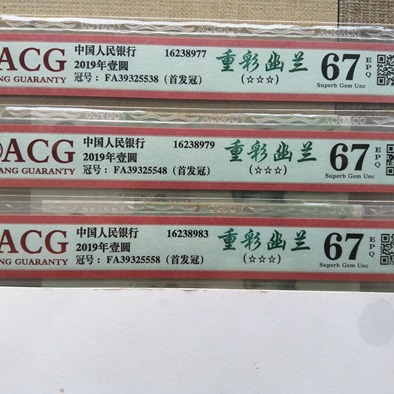 ACG
NG GUARANTY
中国人民银行
2019年壹圆
冠号: FA39325538 (首发冠)
16238977
重彩幽兰
(☆☆☆)
67
EPQ
Superb Gem Unc
ACG
NG GUARANTY
中国人民银行
2019年壹圆
冠号: FA39325548 (首发冠)
16238979
重彩幽兰
(☆☆☆)
67
EPQ
Superb Gem Unc
ACG
NG GUARANTY
中国人民银行
2019年壹圆
冠号: FA39325558 (首发冠)
16238983
重彩幽兰
(☆☆☆)
67
EPQ
Superb Gem Unc